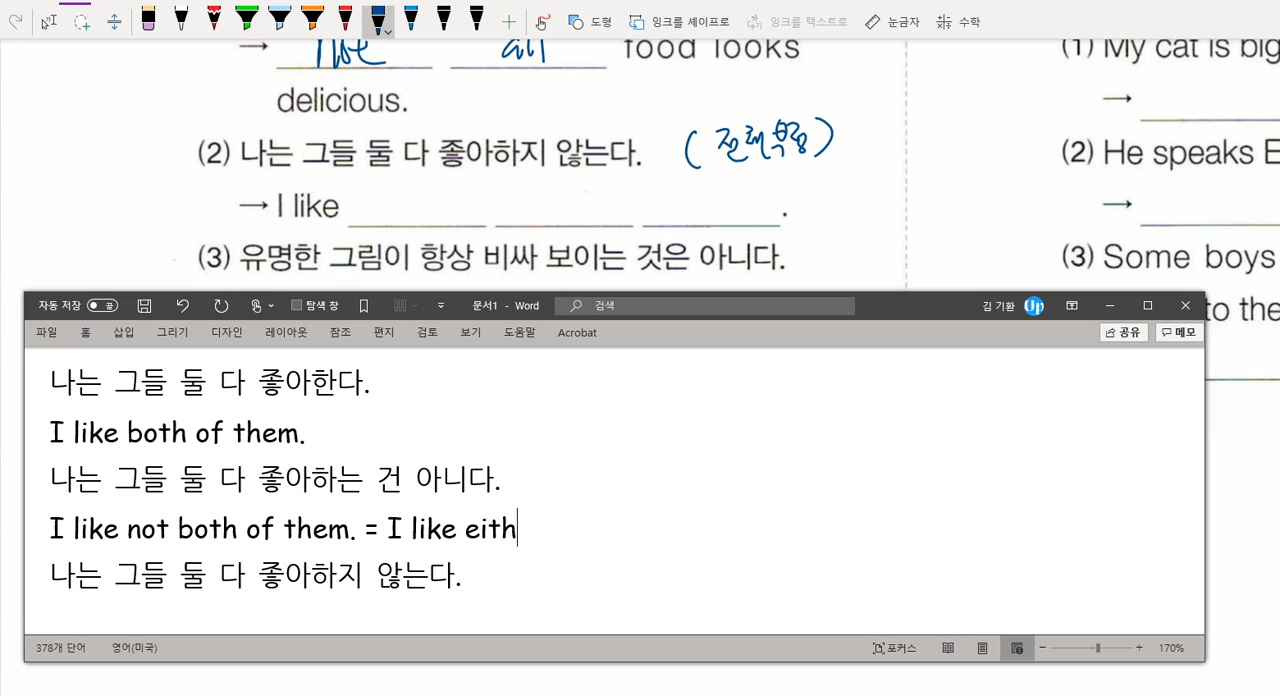 도형
잉크를 셰이프로
잉크를 텍스트로
눈금자
수학
→ Not all food looks
delicious.
(2) 나는 그들 둘 다 좋아하지 않는다. (전체부정)
→ I like .
(3) 유명한 그림이 항상 비싸 보이는 것은 아니다.
(1) My cat is big
→
(2) He speaks E
→
(3) Some boys
to the
자동 저장 끔 탐색 창 문서1 - Word 검색 김 기환 Up
파일 홈 삽입 그리기 디자인 레이아웃 참조 편지 검토 보기 도움말 Acrobat 공유 메모
나는 그들 둘 다 좋아한다.
I like both of them.
나는 그들 둘 다 좋아하는 건 아니다.
I like not both of them. = I like eith
나는 그들 둘 다 좋아하지 않는다.
378개 단어 영어(미국) 포커스 170%